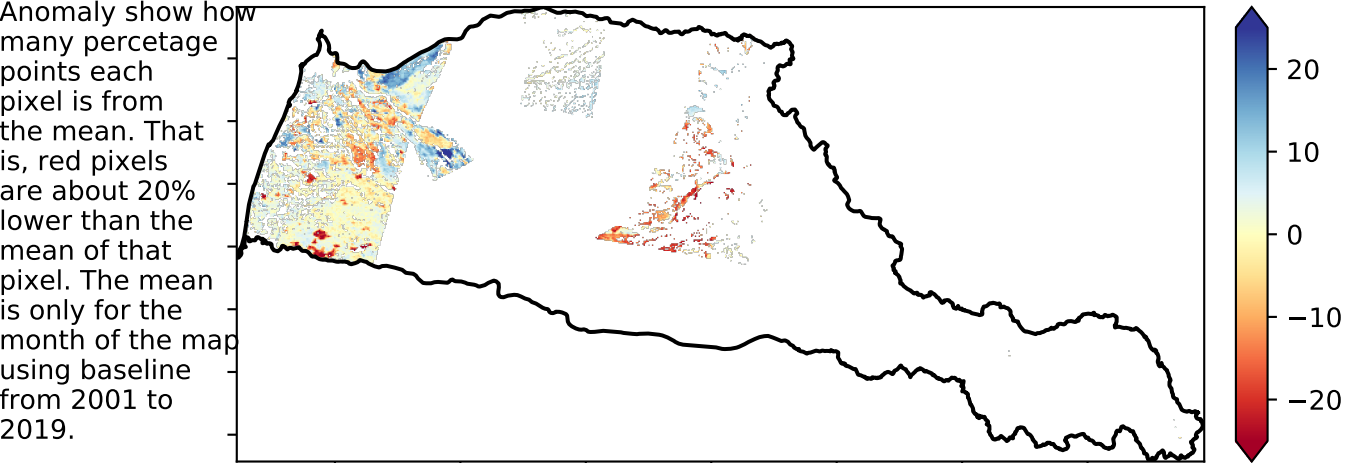 Anomaly show how
many percetage
points each
pixel is from
the mean. That
is, red pixels
are about 20%
lower than the
mean of that
pixel. The mean
is only for the
month of the map
using baseline
from 2001 to
2019.
20
10
0
−10
−20